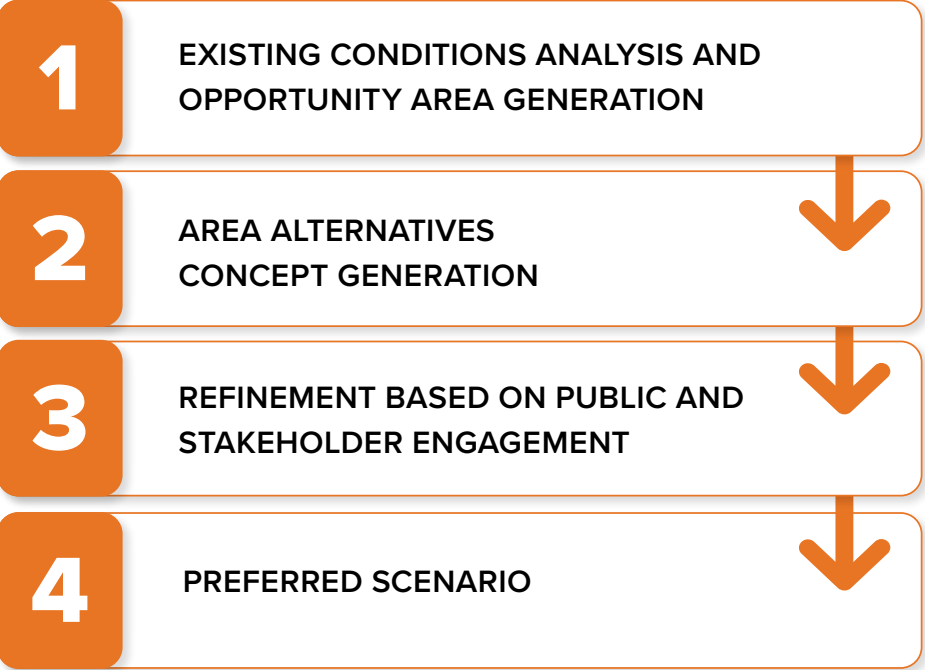 1
EXISTING CONDITIONS ANALYSIS AND
OPPORTUNITY AREA GENERATION
2
AREA ALTERNATIVES
CONCEPT GENERATION
3
REFINEMENT BASED ON PUBLIC AND
STAKEHOLDER ENGAGEMENT
4
PREFERRED SCENARIO